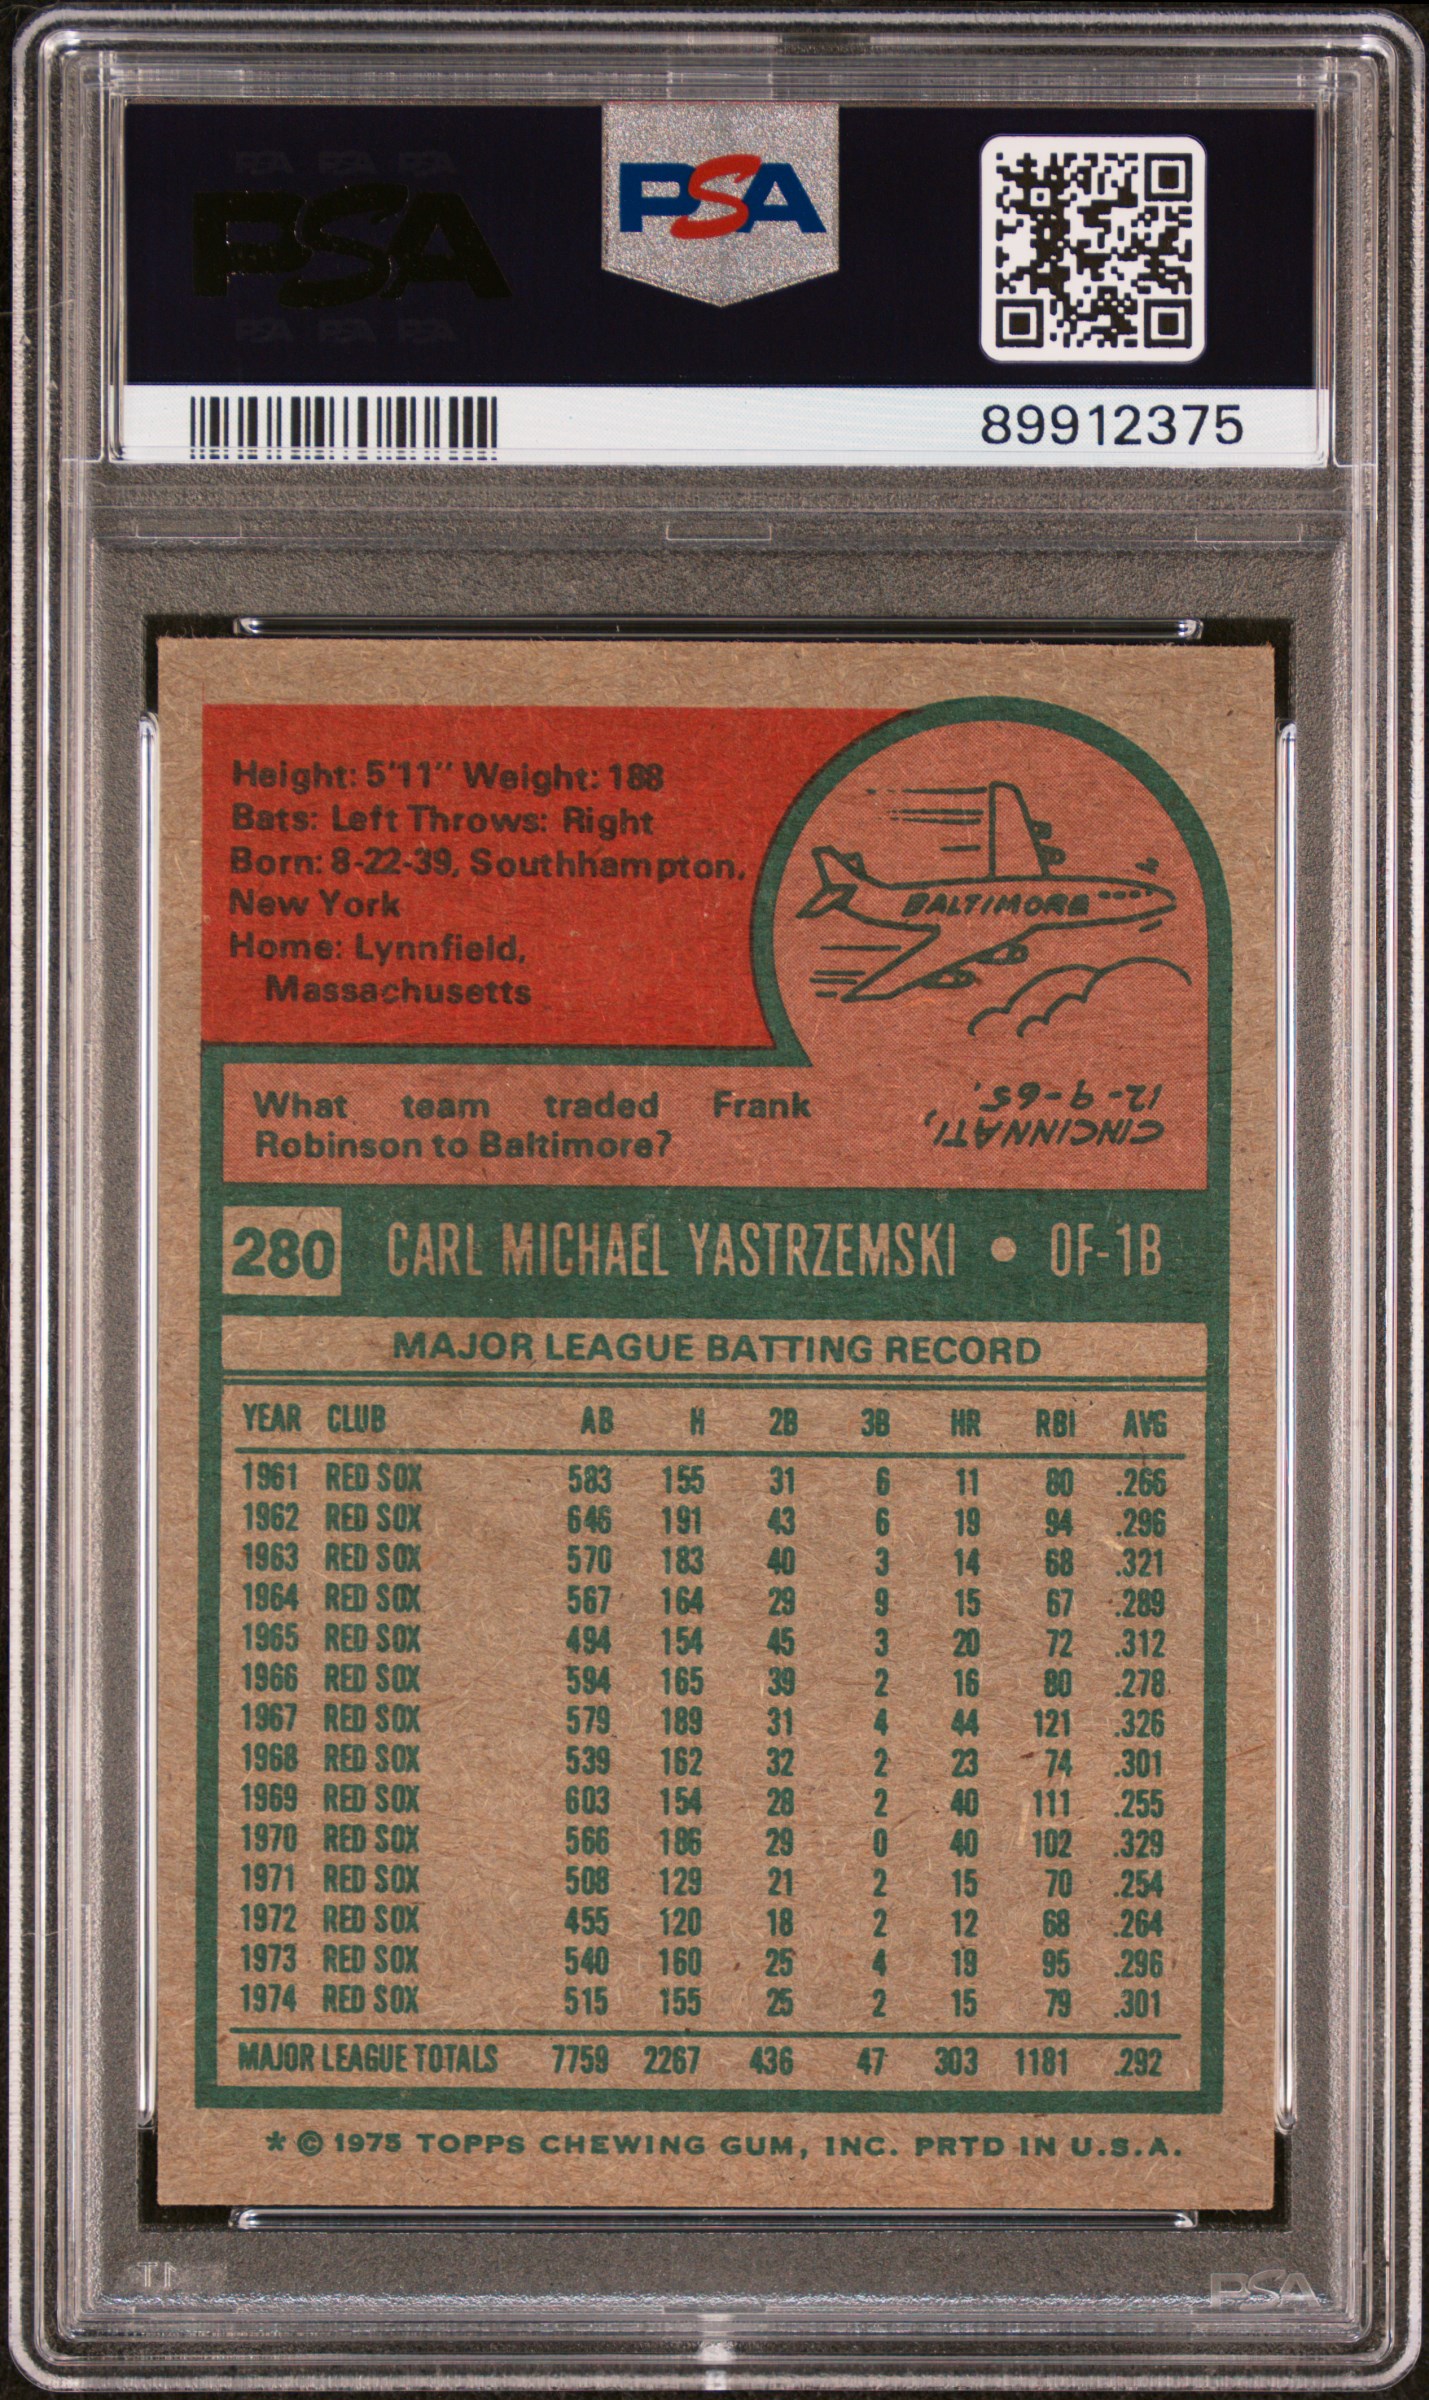 PSA PSA PSA
PSA
PSA PSA PSA
PSA
89912375
Height: 5'11" Weight: 188
Bats: Left Throws: Right
Born: 8-22-39, Southhampton,
New York
Home: Lynnfield,
Massachusetts
BALTIMORE
What team traded Frank
Robinson to Baltimore?
CINCINNATI,
12-9-65.
280 CARL MICHAEL YASTRZEMSKI • OF-1B
MAJOR LEAGUE BATTING RECORD
YEAR CLUB AB H 2B 3B HR RBI AVG
1961 RED SOX 583 155 31 6 11 80 .266
1962 RED SOX 646 191 43 6 19 94 .296
1963 RED SOX 570 183 40 3 14 68 .321
1964 RED SOX 567 164 29 9 15 67 .289
1965 RED SOX 494 154 45 3 20 72 .312
1966 RED SOX 594 165 39 2 16 80 .278
1967 RED SOX 579 189 31 4 44 121 .326
1968 RED SOX 539 162 32 2 23 74 .301
1969 RED SOX 603 154 28 2 40 111 .255
1970 RED SOX 566 186 29 0 40 102 .329
1971 RED SOX 508 129 21 2 15 70 .254
1972 RED SOX 455 120 18 2 12 68 .264
1973 RED SOX 540 160 25 4 19 95 .296
1974 RED SOX 515 155 25 2 15 79 .301
MAJOR LEAGUE TOTALS 7759 2267 436 47 303 1181 .292
* © 1975 TOPPS CHEWING GUM, INC. PRTD IN U.S.A.
PSA